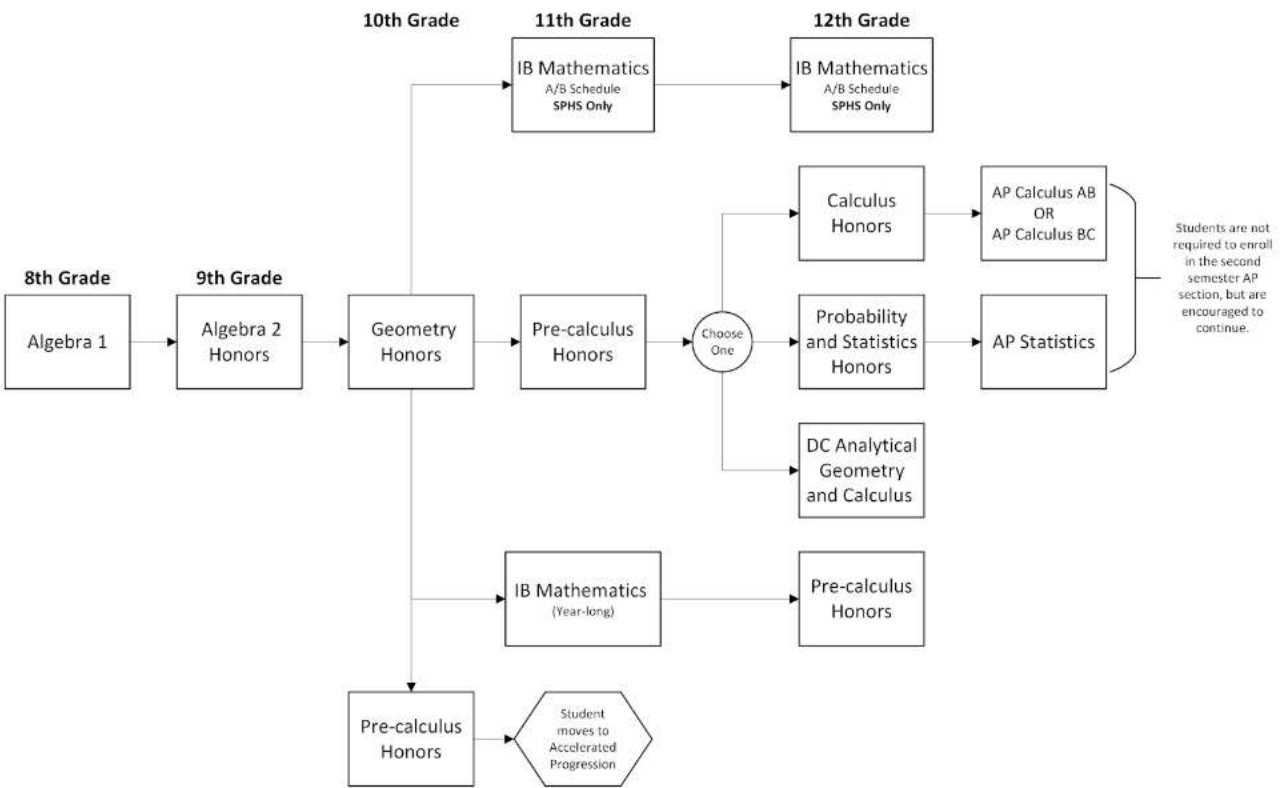 10th Grade
11th Grade
12th Grade
IB Mathematics
A/B Schedule
SPHS Only
IB Mathematics
A/B Schedule
SPHS Only
8th Grade
9th Grade
Algebra 1
Algebra 2
Honors
Geometry
Honors
Pre-calculus
Honors
Choose
One
Calculus
Honors
AP Calculus AB
OR
AP Calculus BC
Probability
and Statistics
Honors
AP Statistics
Students are not
required to enroll
in the second
semester AP
section, but are
encouraged to
continue.
DC Analytical
Geometry
and Calculus
IB Mathematics
(Year-long)
Pre-calculus
Honors
Pre-calculus
Honors
Student
moves to
Accelerated
Progression